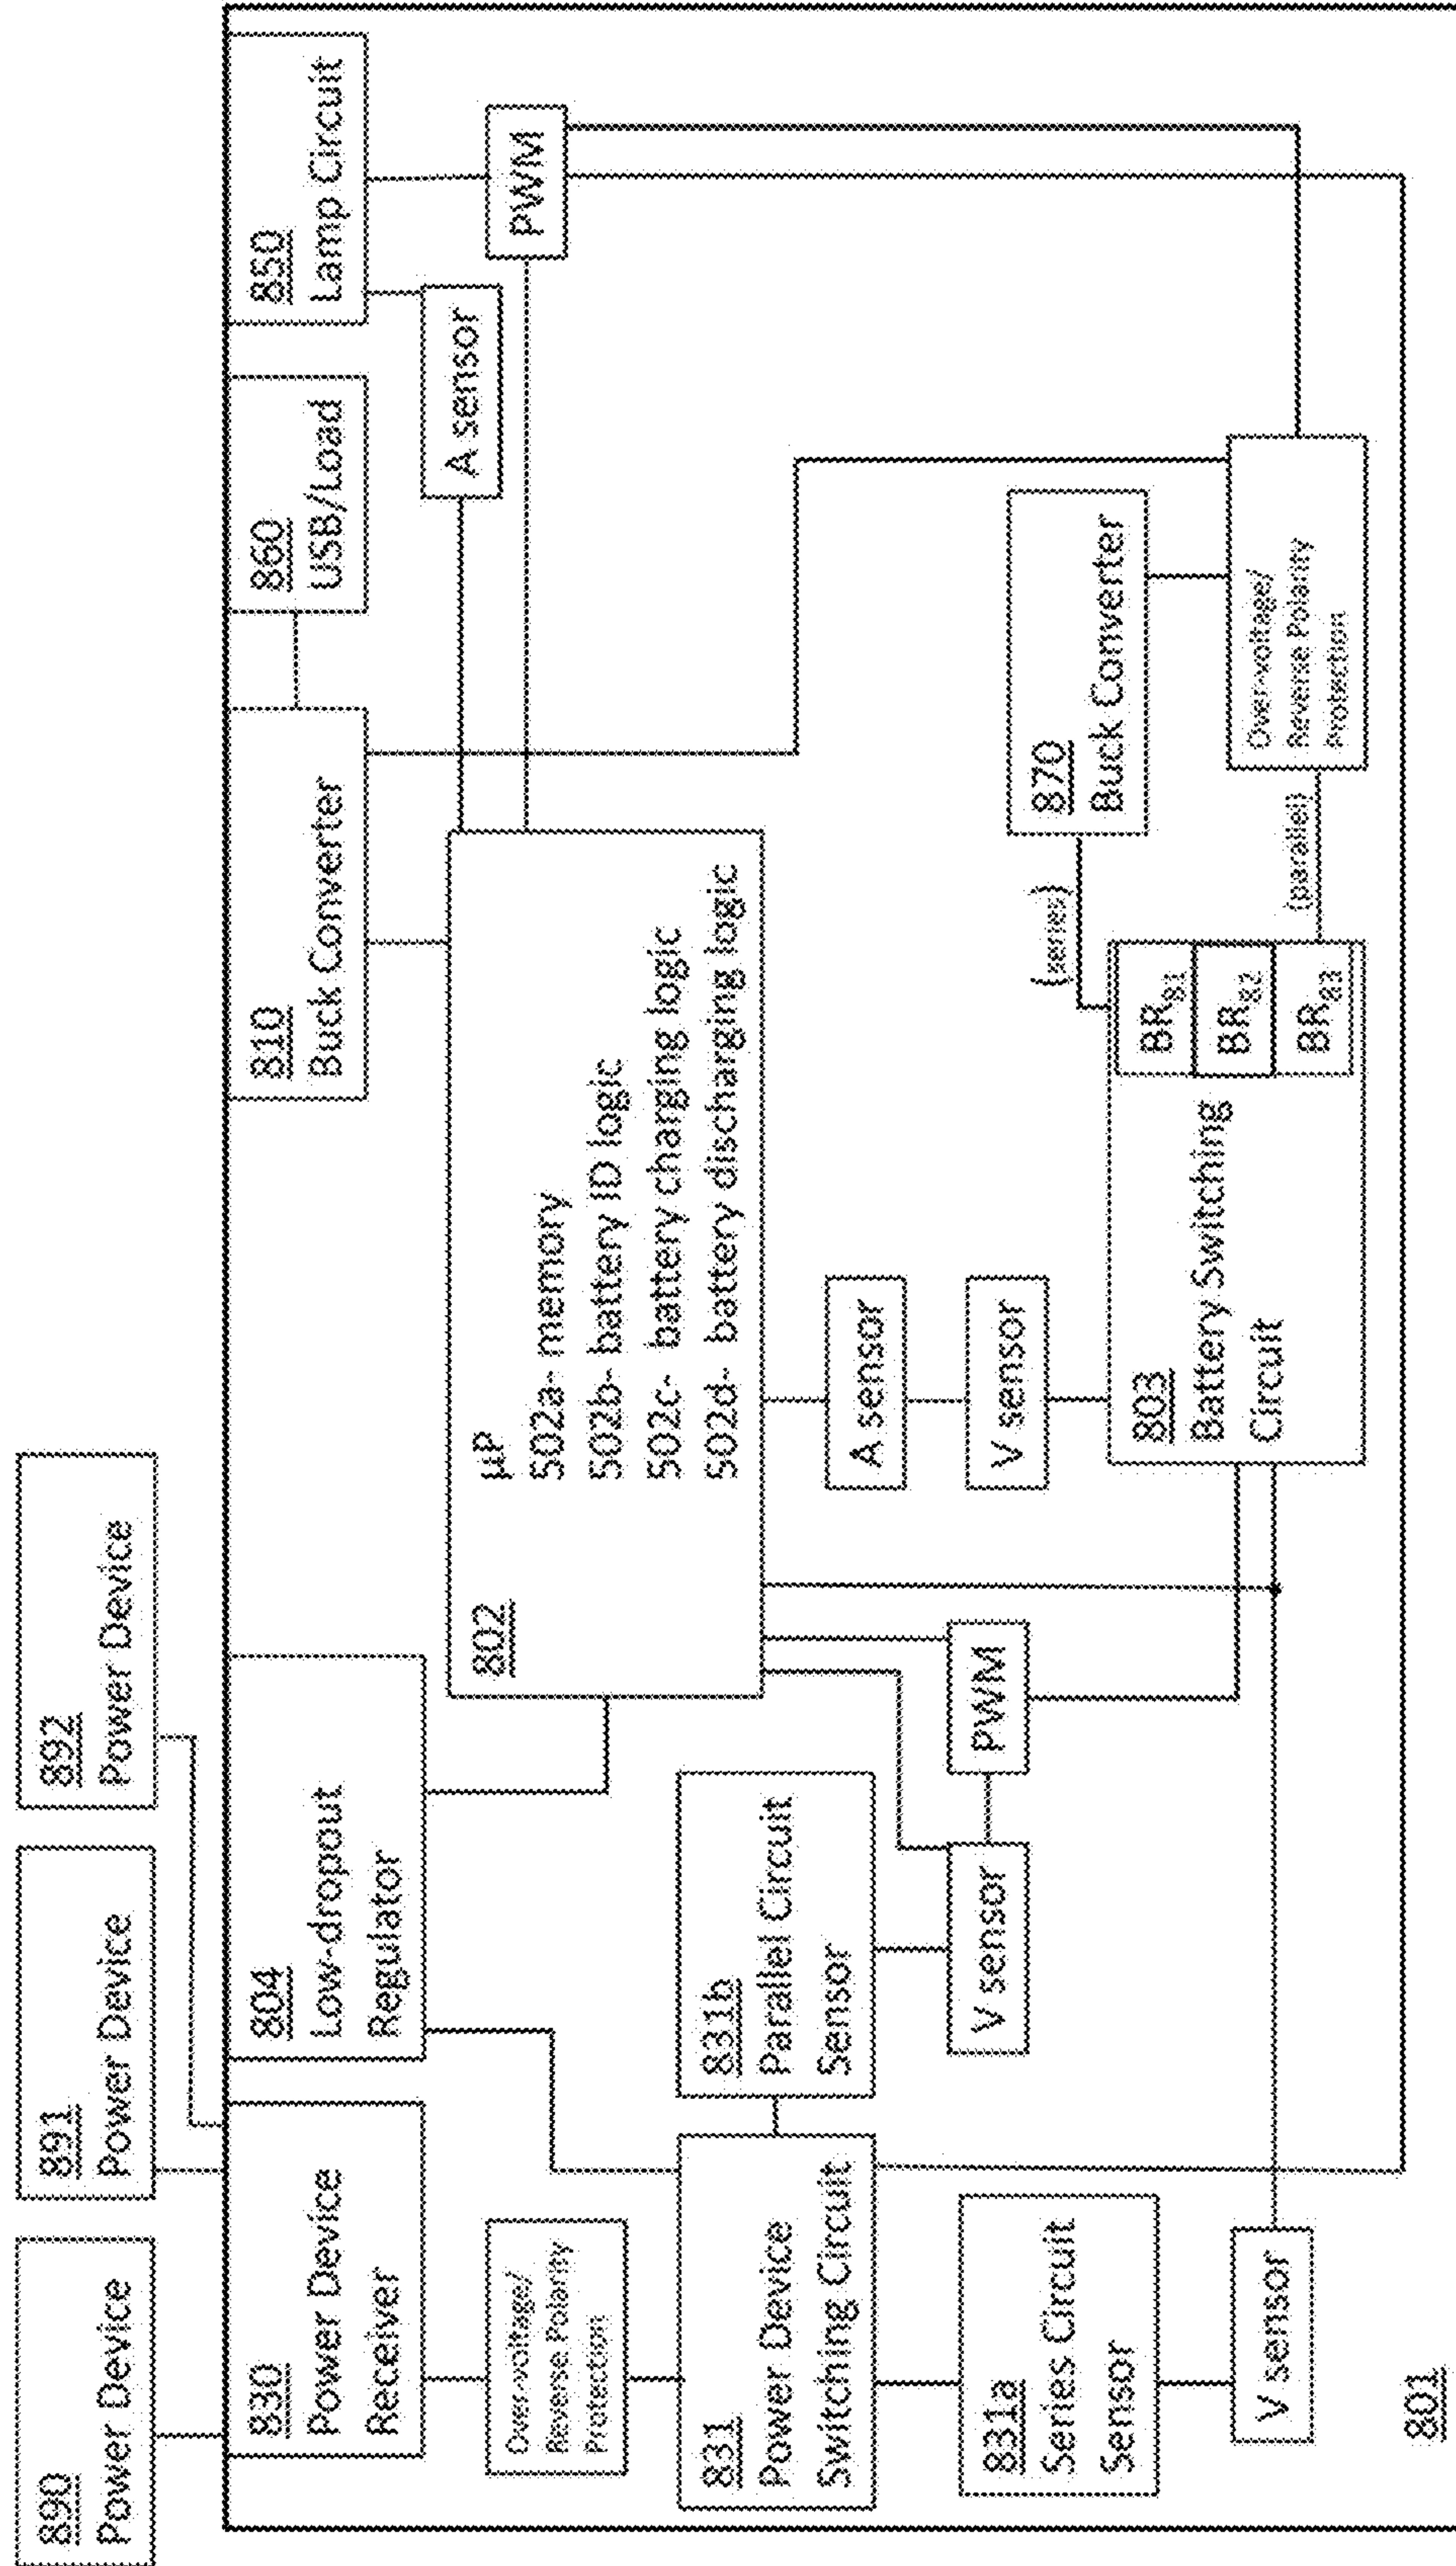 890
Power Device
891
Power Device
892
Power Device
830
Power Device
Receiver
804
Low-dropout
Regulator
810
Buck Converter
860
USB/Load
850
Lamp Circuit
Over-voltage/
Reverse Polarity
Protection
802
µP
502a- memory
502b- battery ID logic
502c- battery charging logic
502d- battery discharging logic
A sensor
PWM
831
Power Device
Switching Circuit
831b
Parallel Circuit
Sensor
V sensor
PWM
A sensor
V sensor
831a
Series Circuit
Sensor
V sensor
803
Battery Switching
Circuit
BR81
BR82
BR83
(series)
(parallel)
870
Buck Converter
Over-voltage/
Reverse Polarity
Protection
801